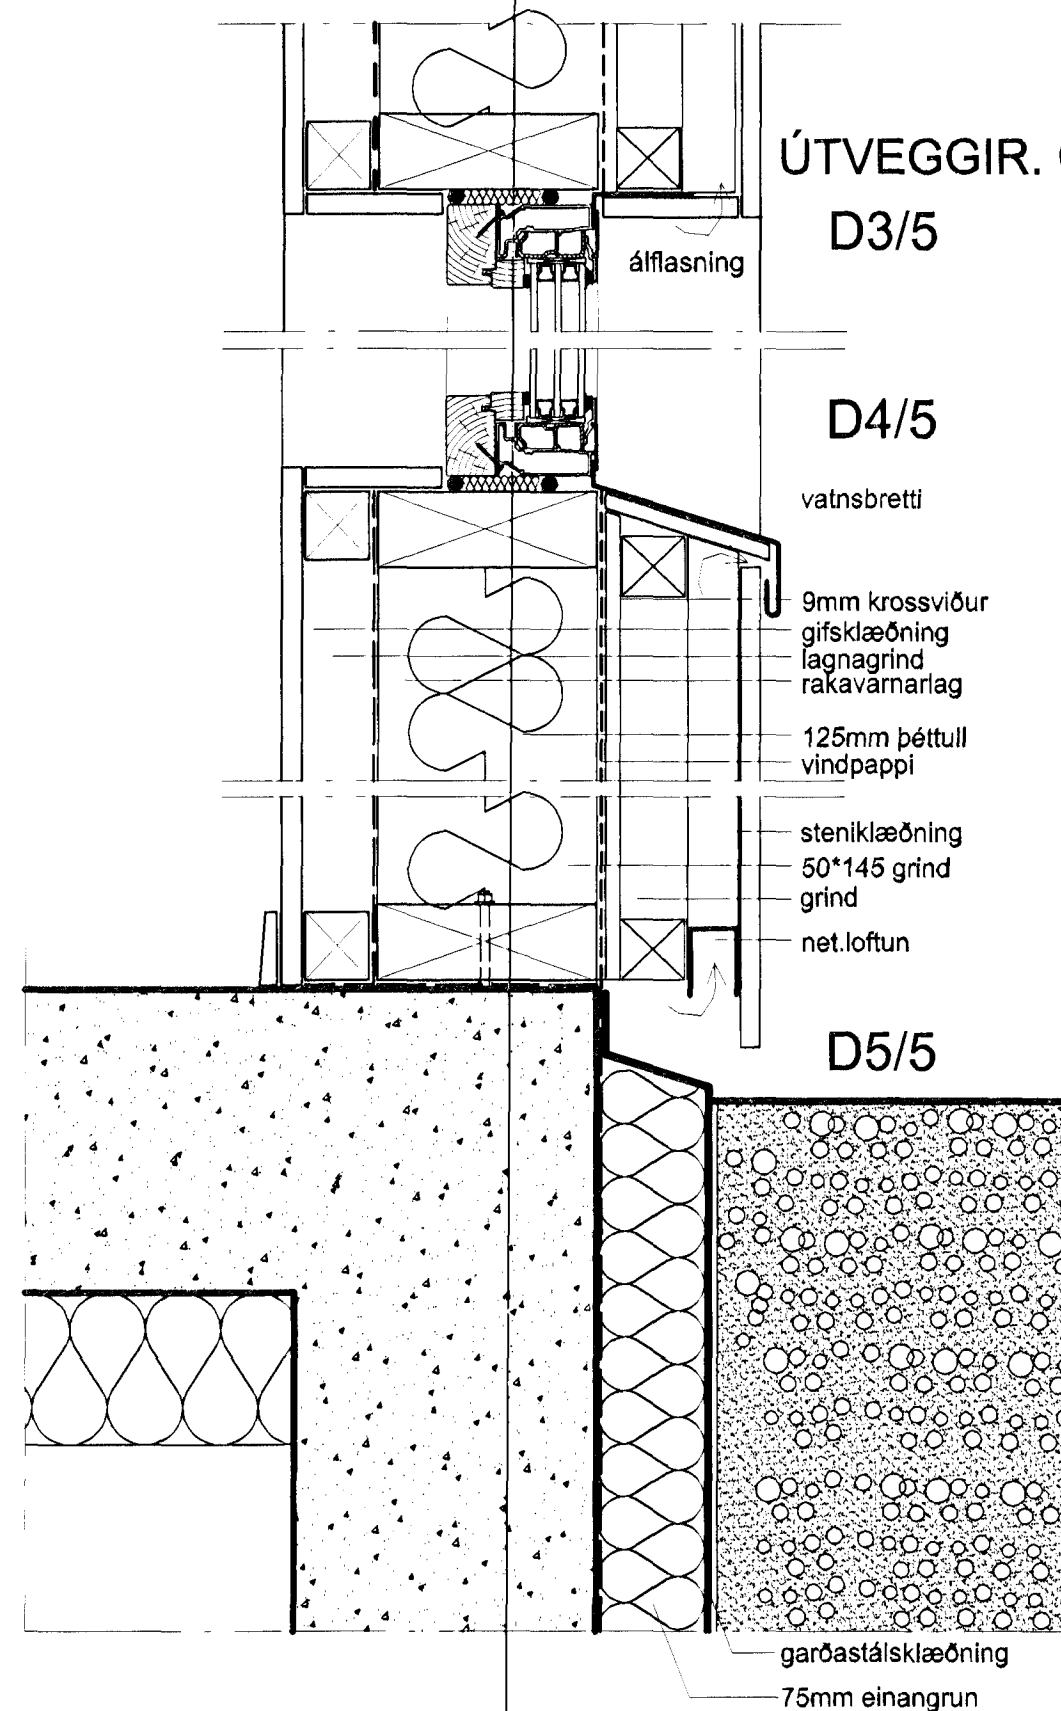 ÚTVEGGIR.
D3/5
álflasning
D4/5
vatnsbretti
9mm krossviður
gifsklæðning
lagnagrind
rakavarnarlag
125mm þéttull
vindpappi
steniklæðning
50*145 grind
grind
net.loftun
D5/5
garðastálsklæðning
75mm einangrun